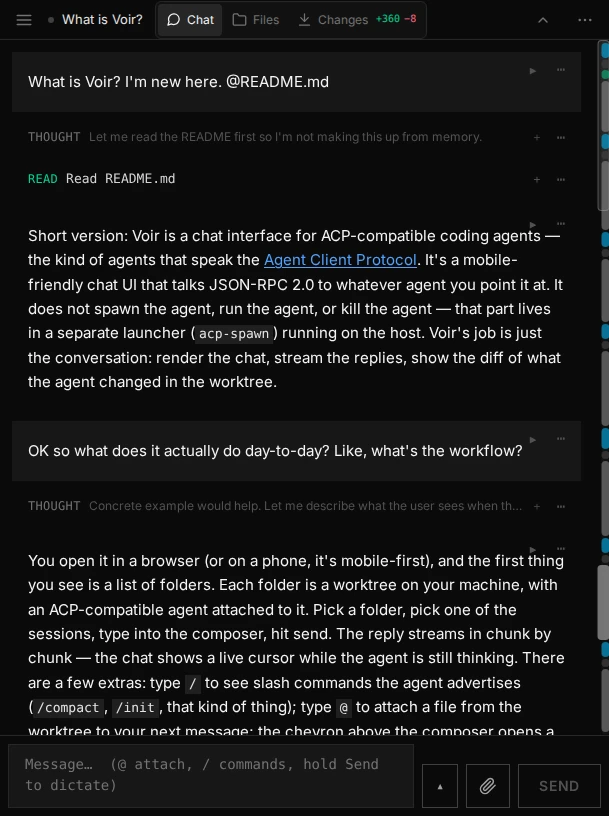 What is Voir?
Chat
Files
Changes +360 −8
What is Voir? I'm new here. @README.md
THOUGHT Let me read the README first so I'm not making this up from memory.
READ Read README.md
Short version: Voir is a chat interface for ACP-compatible coding agents —
the kind of agents that speak the Agent Client Protocol. It's a mobile-
friendly chat UI that talks JSON-RPC 2.0 to whatever agent you point it at. It
does not spawn the agent, run the agent, or kill the agent — that part lives
in a separate launcher (acp-spawn) running on the host. Voir's job is just
the conversation: render the chat, stream the replies, show the diff of what
the agent changed in the worktree.
OK so what does it actually do day-to-day? Like, what's the workflow?
THOUGHT Concrete example would help. Let me describe what the user sees when th...
You open it in a browser (or on a phone, it's mobile-first), and the first thing
you see is a list of folders. Each folder is a worktree on your machine, with
an ACP-compatible agent attached to it. Pick a folder, pick one of the
sessions, type into the composer, hit send. The reply streams in chunk by
chunk — the chat shows a live cursor while the agent is still thinking. There
are a few extras: type / to see slash commands the agent advertises
(/compact, /init, that kind of thing); type @ to attach a file from the
worktree to your next message; the chevron above the composer opens a
Message… (@ attach, / commands, hold Send
to dictate)
SEND